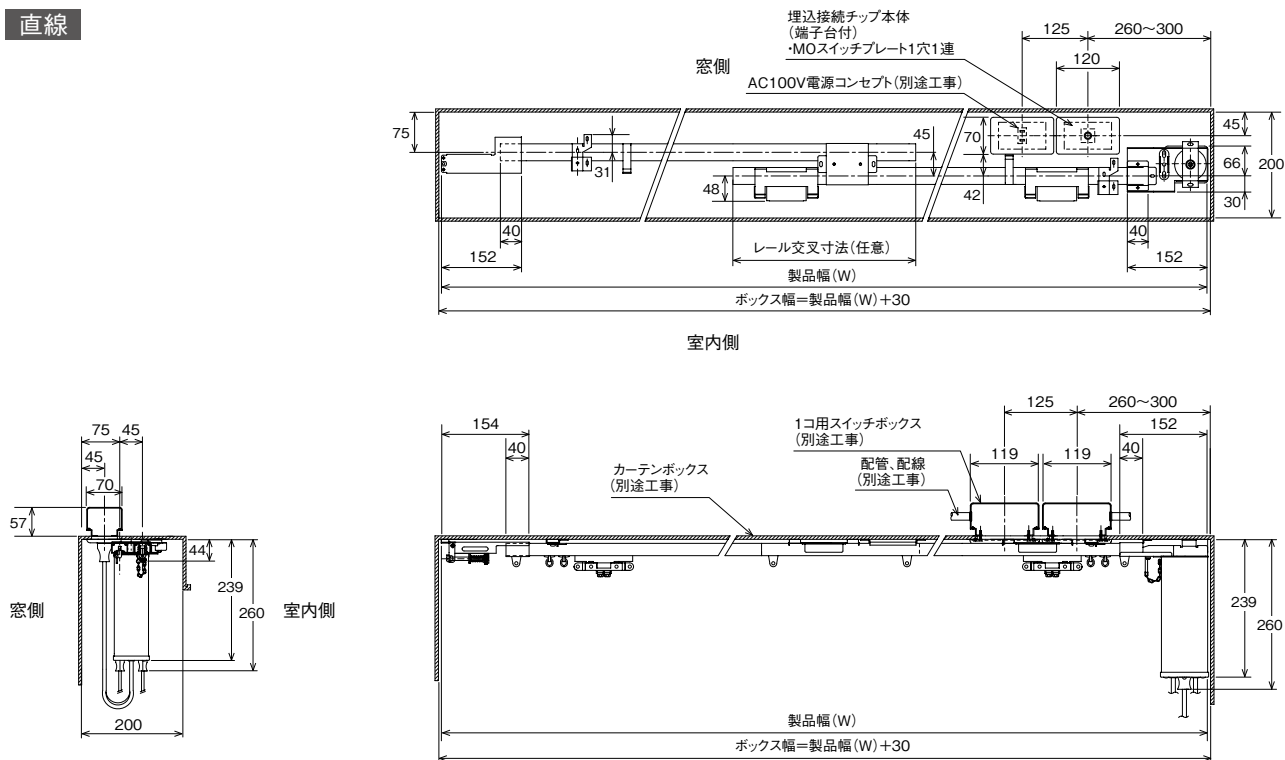 直線
埋込接続チップ本体
(端子台付)
・MOスイッチプレート1穴1連
125
260〜300
窓側
120
AC100V電源コンセプト(別途工事)
75
31
48
45
70
42
45
66
30
200
40
152
レール交叉寸法(任意)
40
152
製品幅(W)
ボックス幅=製品幅(W)+30
室内側
75
45
45
70
57
44
239
260
窓側
室内側
200
154
40
カーテンボックス
(別途工事)
1コ用スイッチボックス
(別途工事)
配管、配線
(別途工事)
125
260〜300
119
119
152
40
239
260
製品幅(W)
ボックス幅=製品幅(W)+30